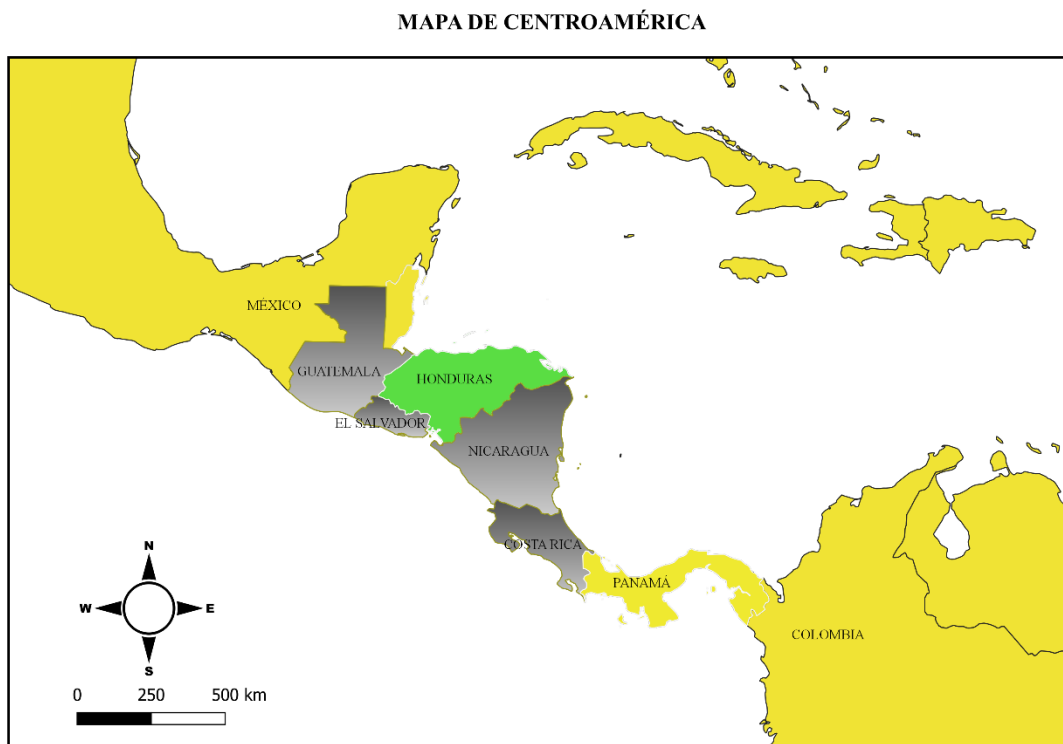 MAPA DE CENTROAMÉRICA
MÉXICO
GUATEMALA
HONDURAS
EL SALVADOR
NICARAGUA
COSTA RICA
PANAMÁ
COLOMBIA
N
W E
S
0 250 500 km